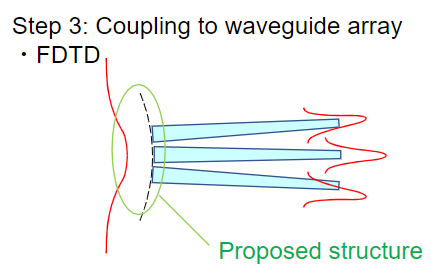 Step 3: Coupling to waveguide array
・FDTD
Proposed structure